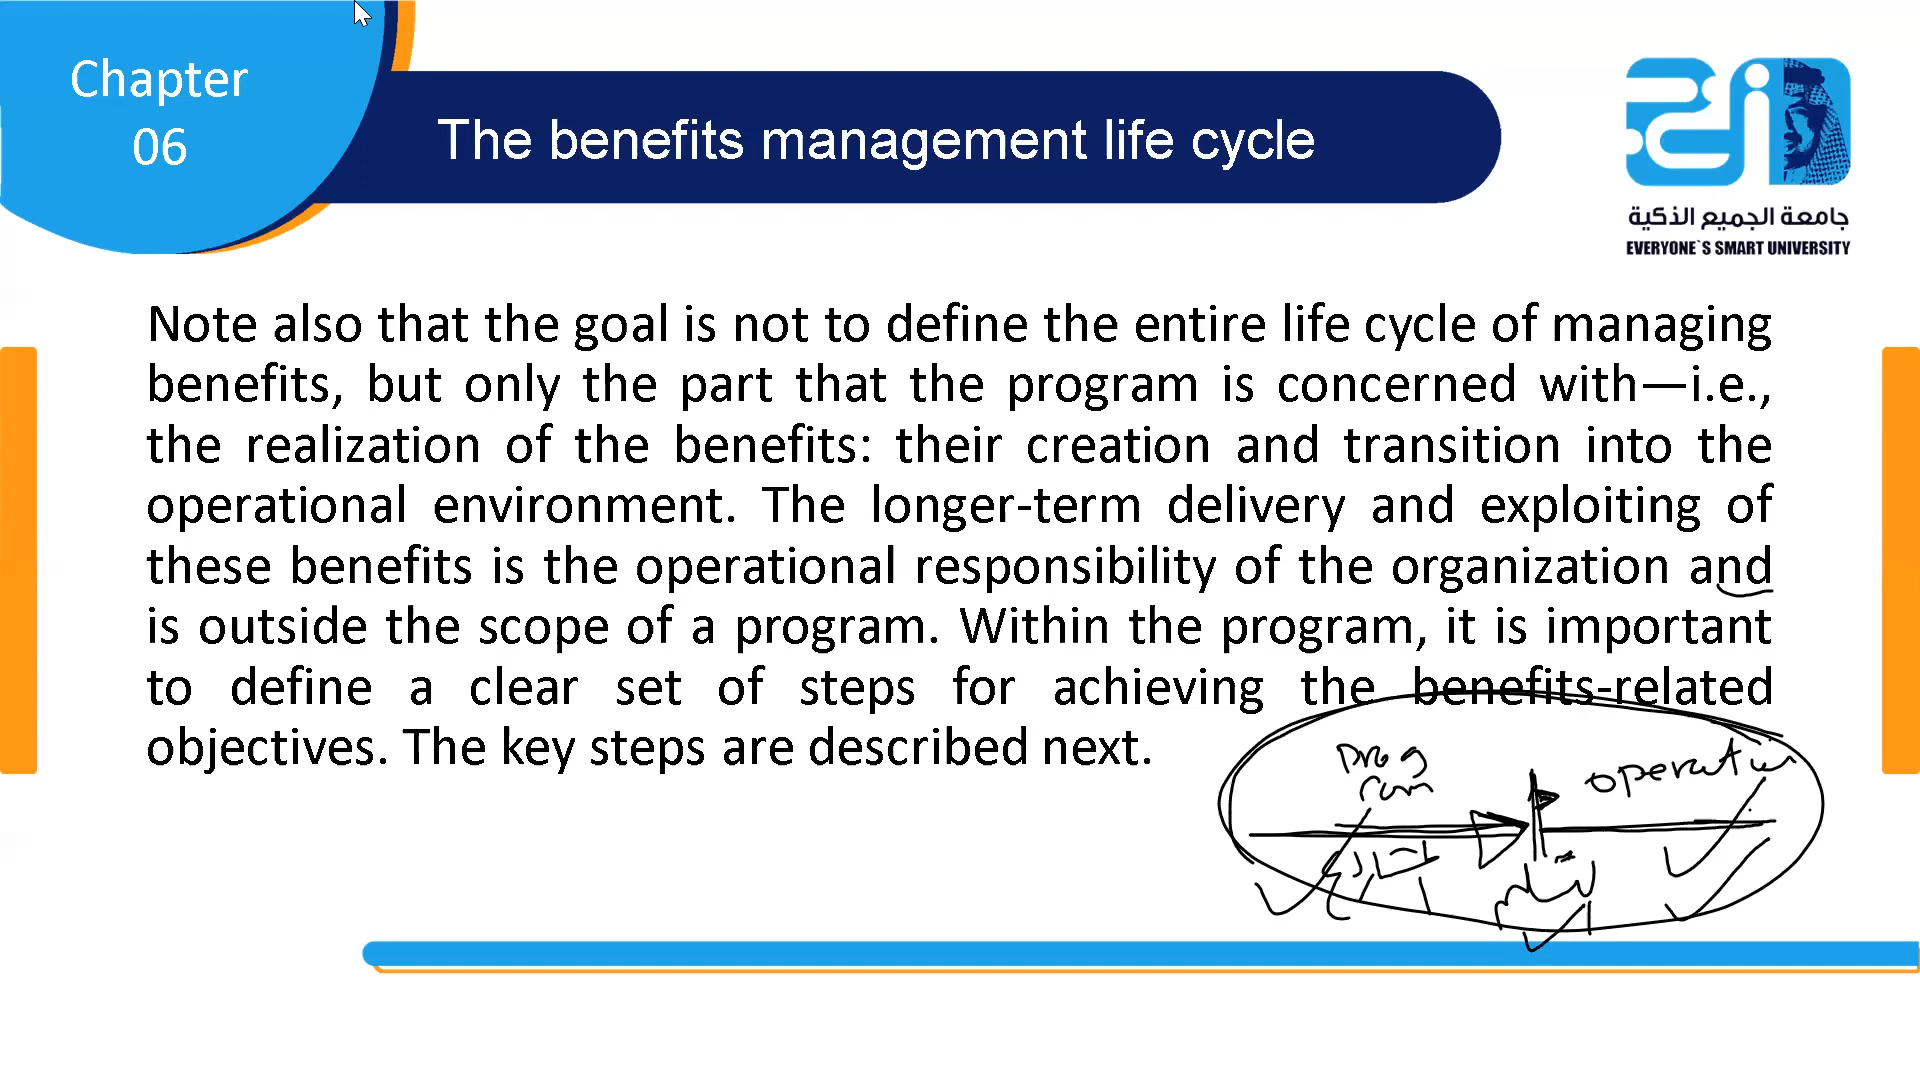 Chapter
06
The benefits management life cycle
جامعة الجميع الذكية
EVERYONE`S SMART UNIVERSITY
Note also that the goal is not to define the entire life cycle of managing
benefits, but only the part that the program is concerned with—i.e.,
the realization of the benefits: their creation and transition into the
operational environment. The longer-term delivery and exploiting of
these benefits is the operational responsibility of the organization and
is outside the scope of a program. Within the program, it is important
to define a clear set of steps for achieving the benefits-related
objectives. The key steps are described next.
prog
ram